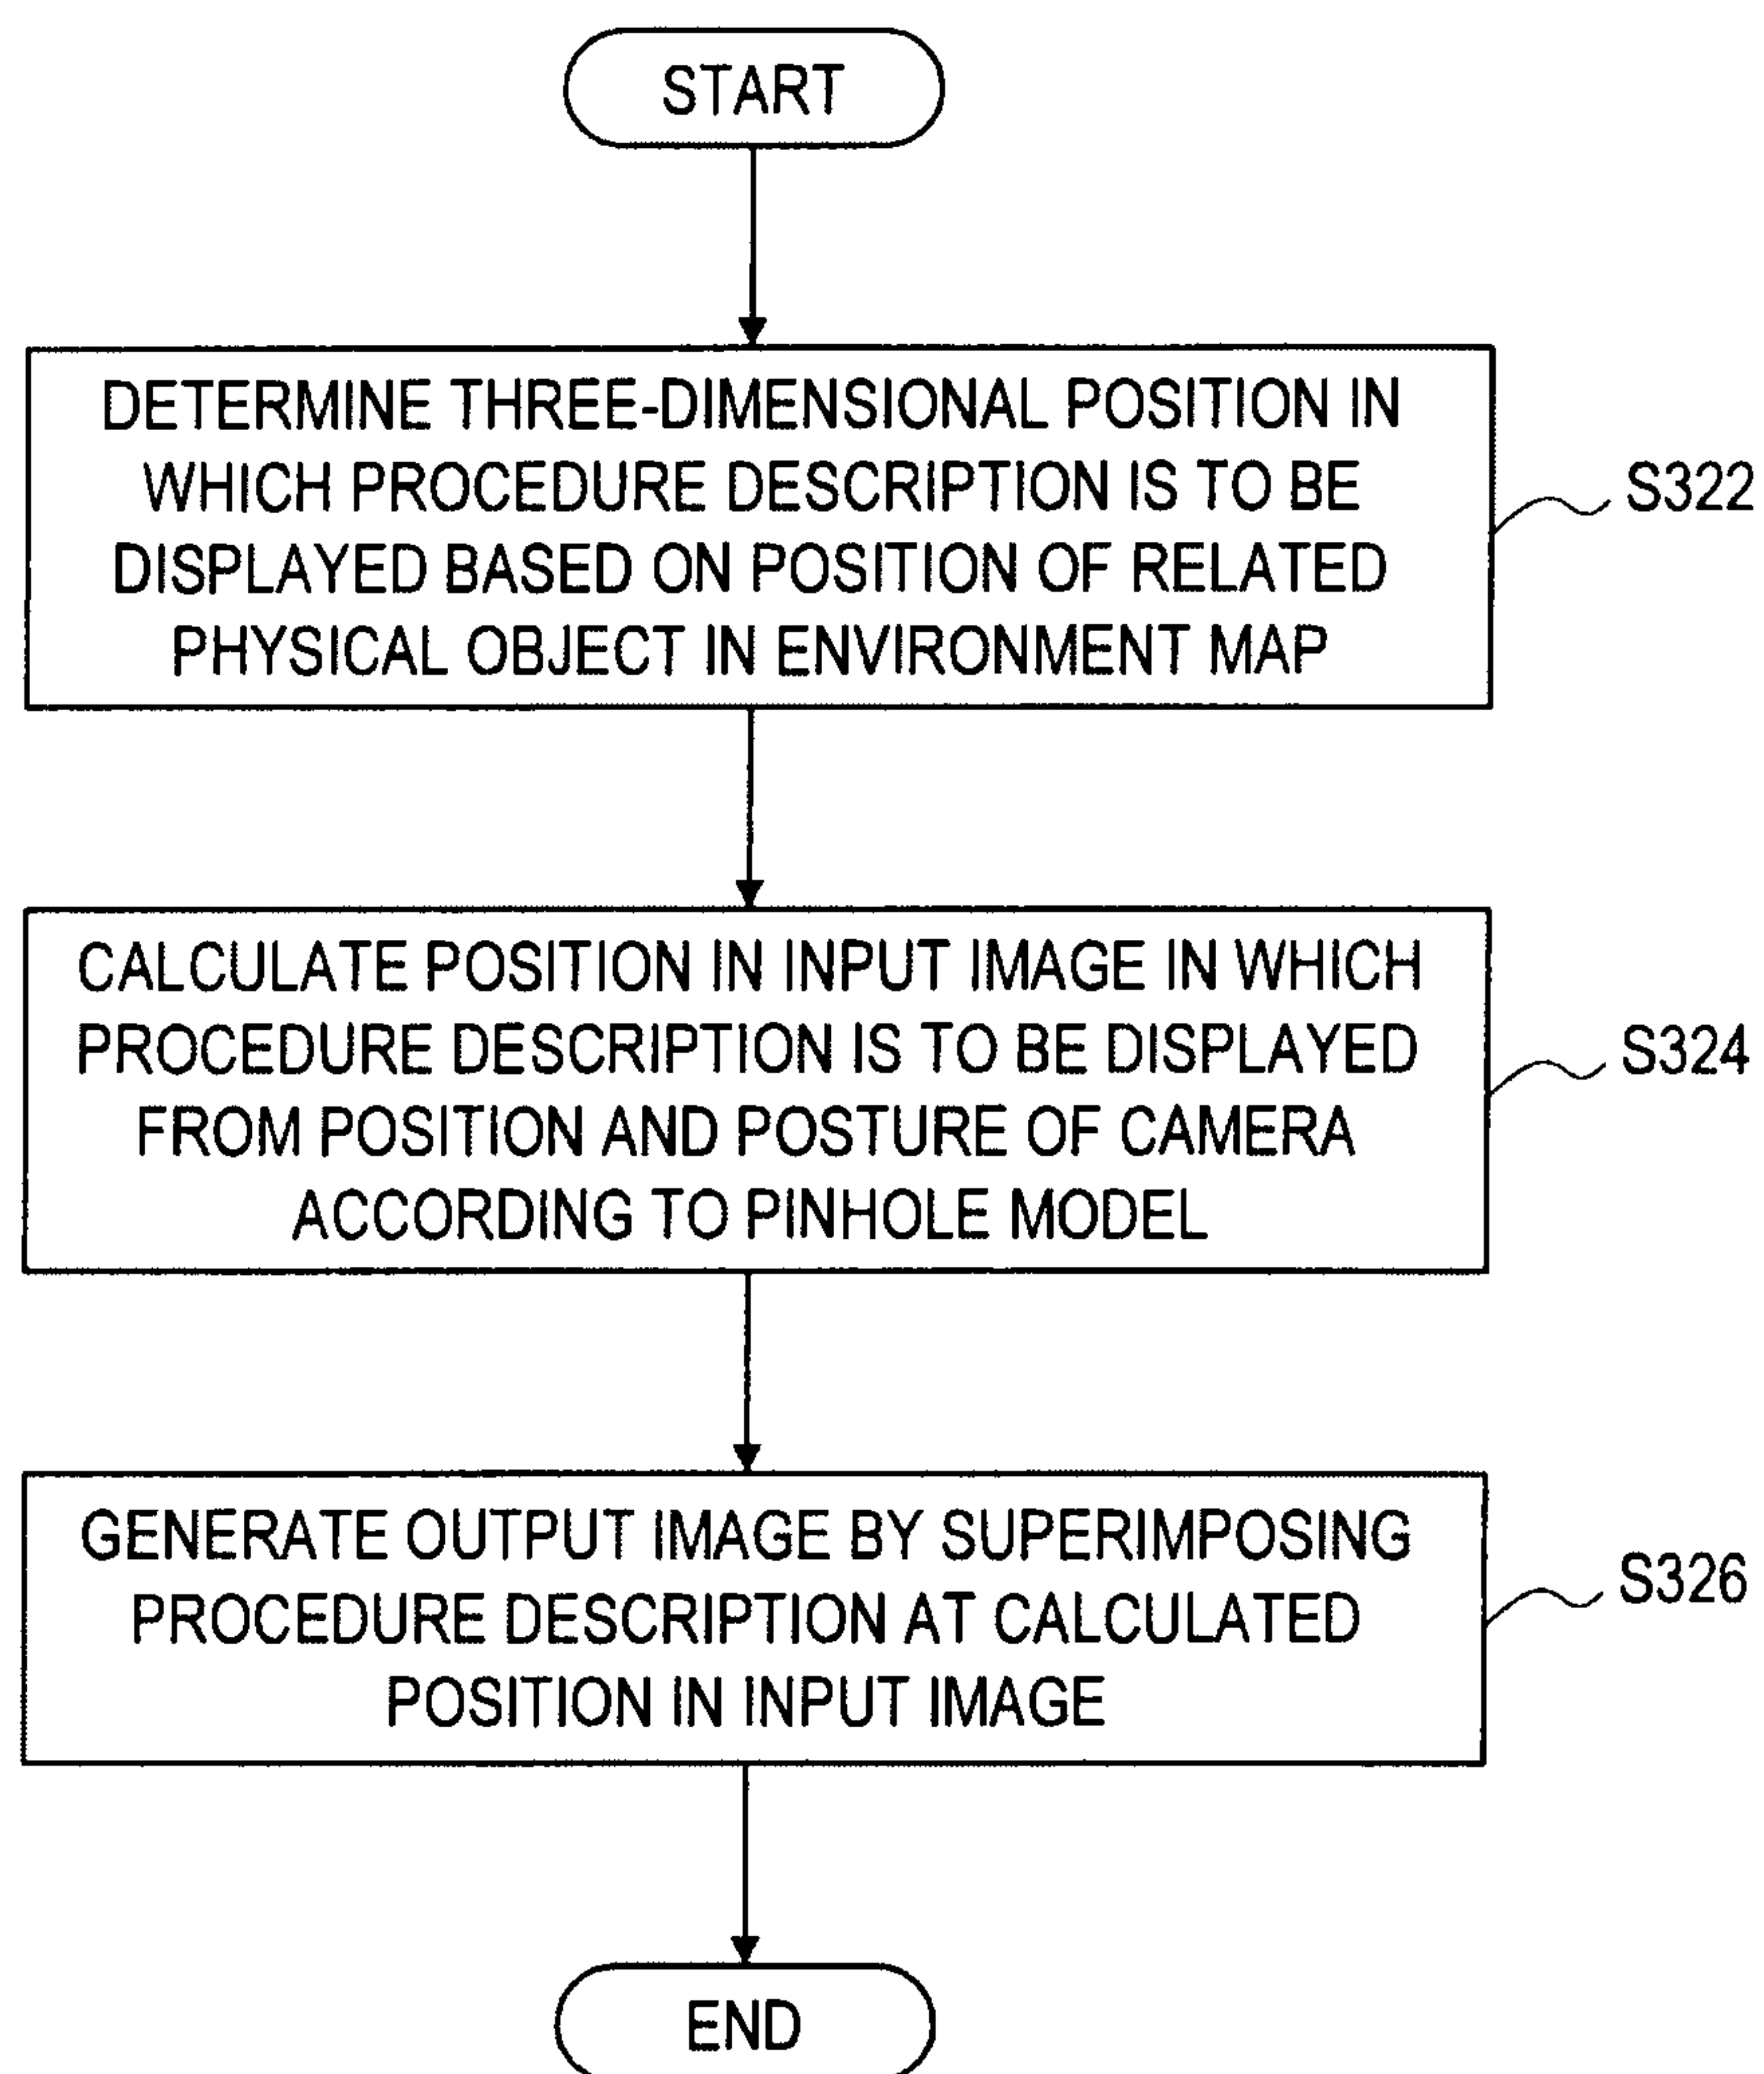 START
DETERMINE THREE-DIMENSIONAL POSITION IN
WHICH PROCEDURE DESCRIPTION IS TO BE
DISPLAYED BASED ON POSITION OF RELATED
PHYSICAL OBJECT IN ENVIRONMENT MAP
S322
CALCULATE POSITION IN INPUT IMAGE IN WHICH
PROCEDURE DESCRIPTION IS TO BE DISPLAYED
FROM POSITION AND POSTURE OF CAMERA
ACCORDING TO PINHOLE MODEL
S324
GENERATE OUTPUT IMAGE BY SUPERIMPOSING
PROCEDURE DESCRIPTION AT CALCULATED
POSITION IN INPUT IMAGE
S326
END